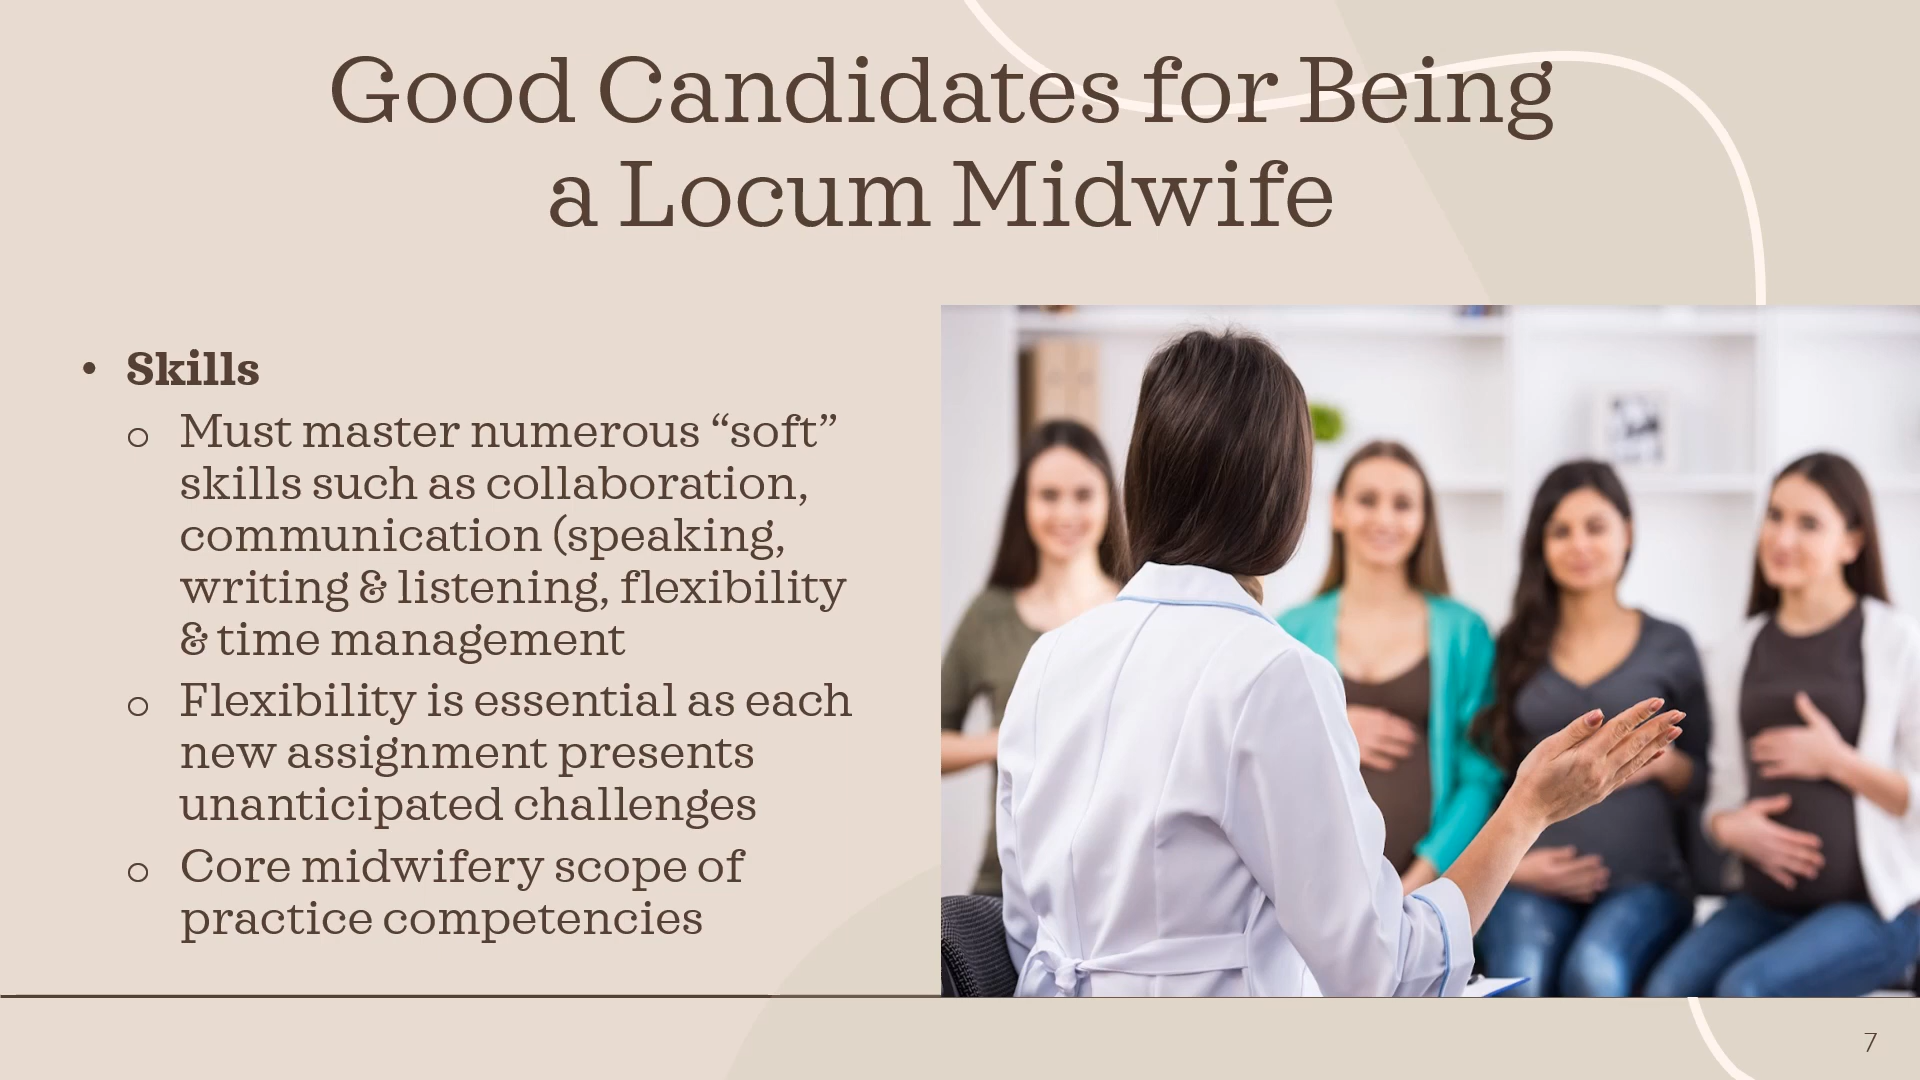 Good Candidates for Being
a Locum Midwife
• Skills
o Must master numerous “soft”
skills such as collaboration,
communication (speaking,
writing & listening, flexibility
& time management
o Flexibility is essential as each
new assignment presents
unanticipated challenges
o Core midwifery scope of
practice competencies
7